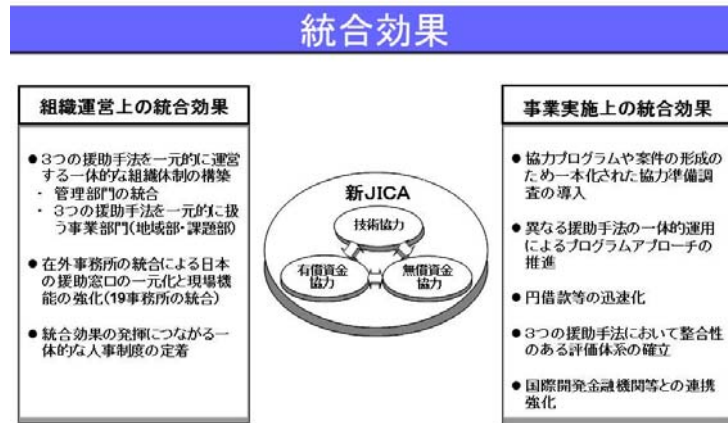 統合効果
組織運営上の統合効果
● 3つの援助手法を一元的に運営
する一体的な組織体制の構築
・ 管理部門の統合
・ 3つの援助手法を一元的に扱
う事業部門(地域部・課題部)
● 在外事務所の統合による日本
の援助窓口の一元化と現場機
能の強化(19事務所の統合)
● 統合効果の発揮につながる一
体的な人事制度の定着
新JICA
技術協力
有償資金
協力
無償資金
協力
事業実施上の統合効果
● 協力プログラムや案件の形成の
ため一本化された協力準備調
査の導入
● 異なる援助手法の一体的運用
によるプログラムアプローチの
推進
● 円借款等の迅速化
● 3つの援助手法において整合性
のある評価体系の確立
● 国際開発金融機関等との連携
強化